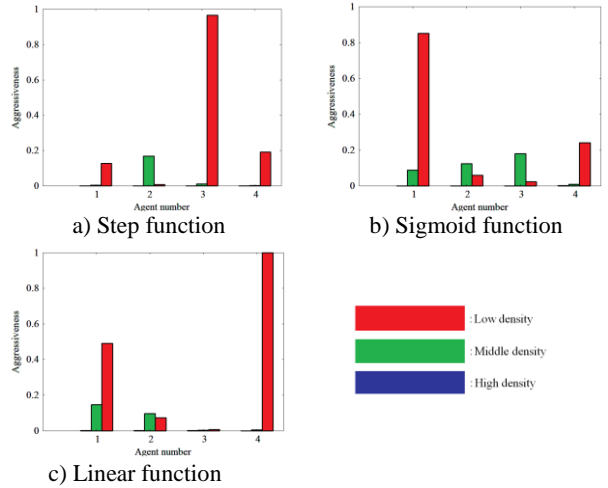 1
0.8
0.6
0.4
0.2
0
Aggressiveness
1 2 3 4
Agent number
a) Step function
1
0.8
0.6
0.4
0.2
0
Aggressiveness
1 2 3 4
Agent number
b) Sigmoid function
1
0.8
0.6
0.4
0.2
0
Aggressiveness
1 2 3 4
Agent number
c) Linear function
: Low density
: Middle density
: High density